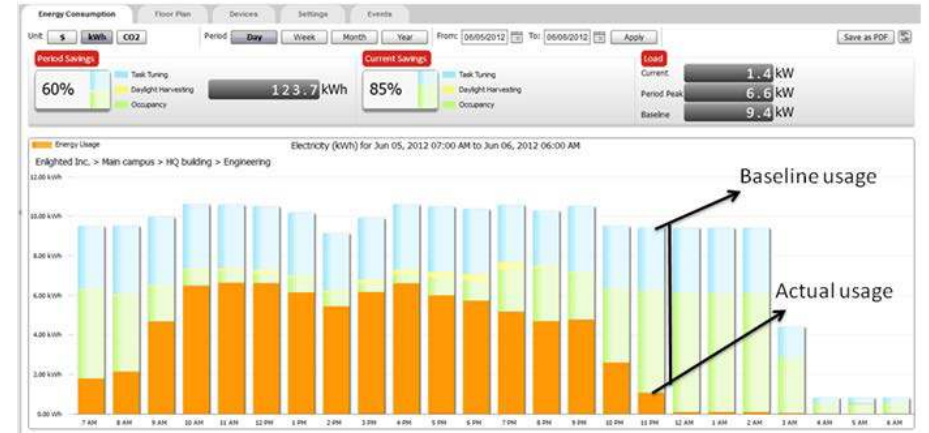 Energy Consumption Floor Plan Devices Settings Events
Unit $ kWh CO2 Period Day Week Month Year From: 06/05/2012 To: 06/06/2012 Apply Save as PDF
Period Savings Current Savings Load
60% Task Tuning Daylight Harvesting Occupancy 123.7 kWh 85% Task Tuning Daylight Harvesting Occupancy
Current 1.4 kW
Period Peak 6.6 kW
Baseline 9.4 kW
Energy Usage Electricity (kWh) for Jun 05, 2012 07:00 AM to Jun 06, 2012 06:00 AM
Enlighted Inc. > Main campus > HQ building > Engineering
12.00 kWh
Baseline usage
10.00 kWh
8.00 kWh
6.00 kWh
Actual usage
4.00 kWh
2.00 kWh
0.00 kWh
7 AM 8 AM 9 AM 10 AM 11 AM 12 PM 1 PM 2 PM 3 PM 4 PM 5 PM 6 PM 7 PM 8 PM 9 PM 10 PM 11 PM 12 AM 1 AM 2 AM 3 AM 4 AM 5 AM 6 AM